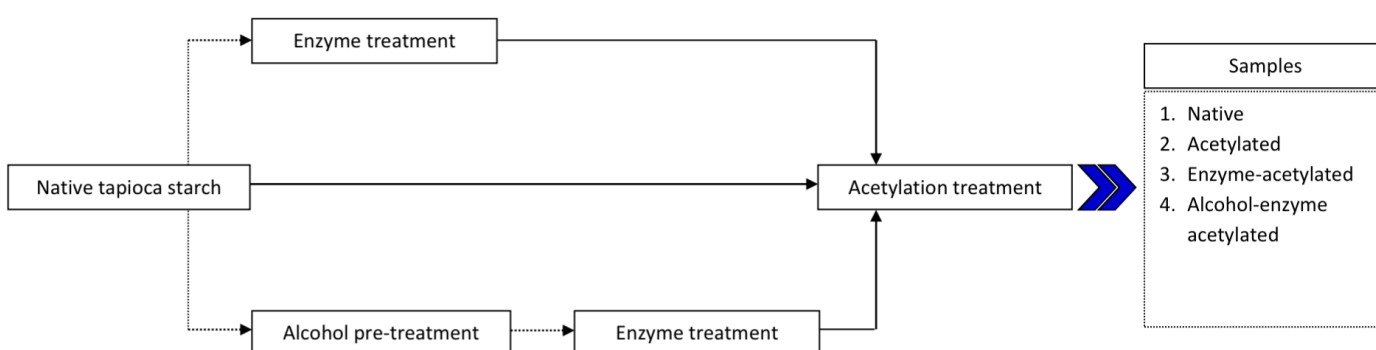 Enzyme treatment
Samples
1. Native
2. Acetylated
3. Enzyme-acetylated
4. Alcohol-enzyme
acetylated
Native tapioca starch
Acetylation treatment
Alcohol pre-treatment
Enzyme treatment